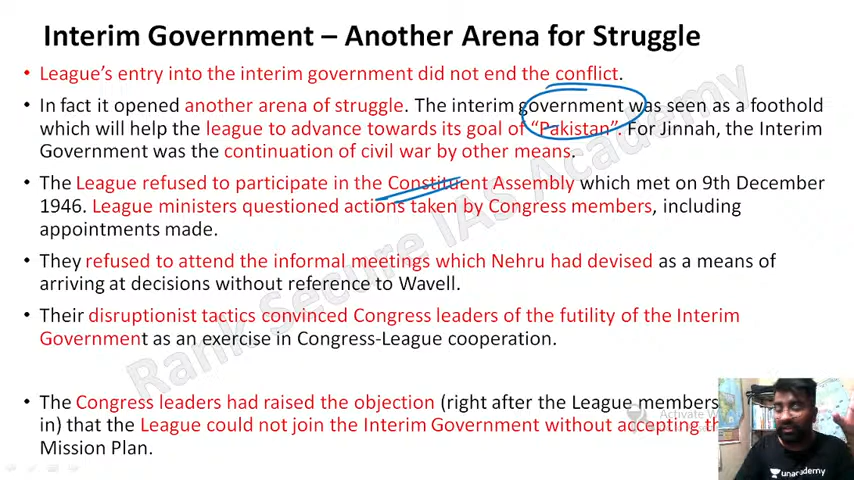 Interim Government – Another Arena for Struggle
• League's entry into the interim government did not end the conflict.
• In fact it opened another arena of struggle. The interim government was seen as a foothold
which will help the league to advance towards its goal of "Pakistan". For Jinnah, the Interim
Government was the continuation of civil war by other means.
• The League refused to participate in the Constituent Assembly which met on 9th December
1946. League ministers questioned actions taken by Congress members, including
appointments made.
• They refused to attend the informal meetings which Nehru had devised as a means of
arriving at decisions without reference to Wavell.
• Their disruptionist tactics convinced Congress leaders of the futility of the Interim
Government as an exercise in Congress-League cooperation.
• The Congress leaders had raised the objection (right after the League members
in) that the League could not join the Interim Government without accepting th
Mission Plan.
Rank Secure IAS Academy
Activate W
unacademy